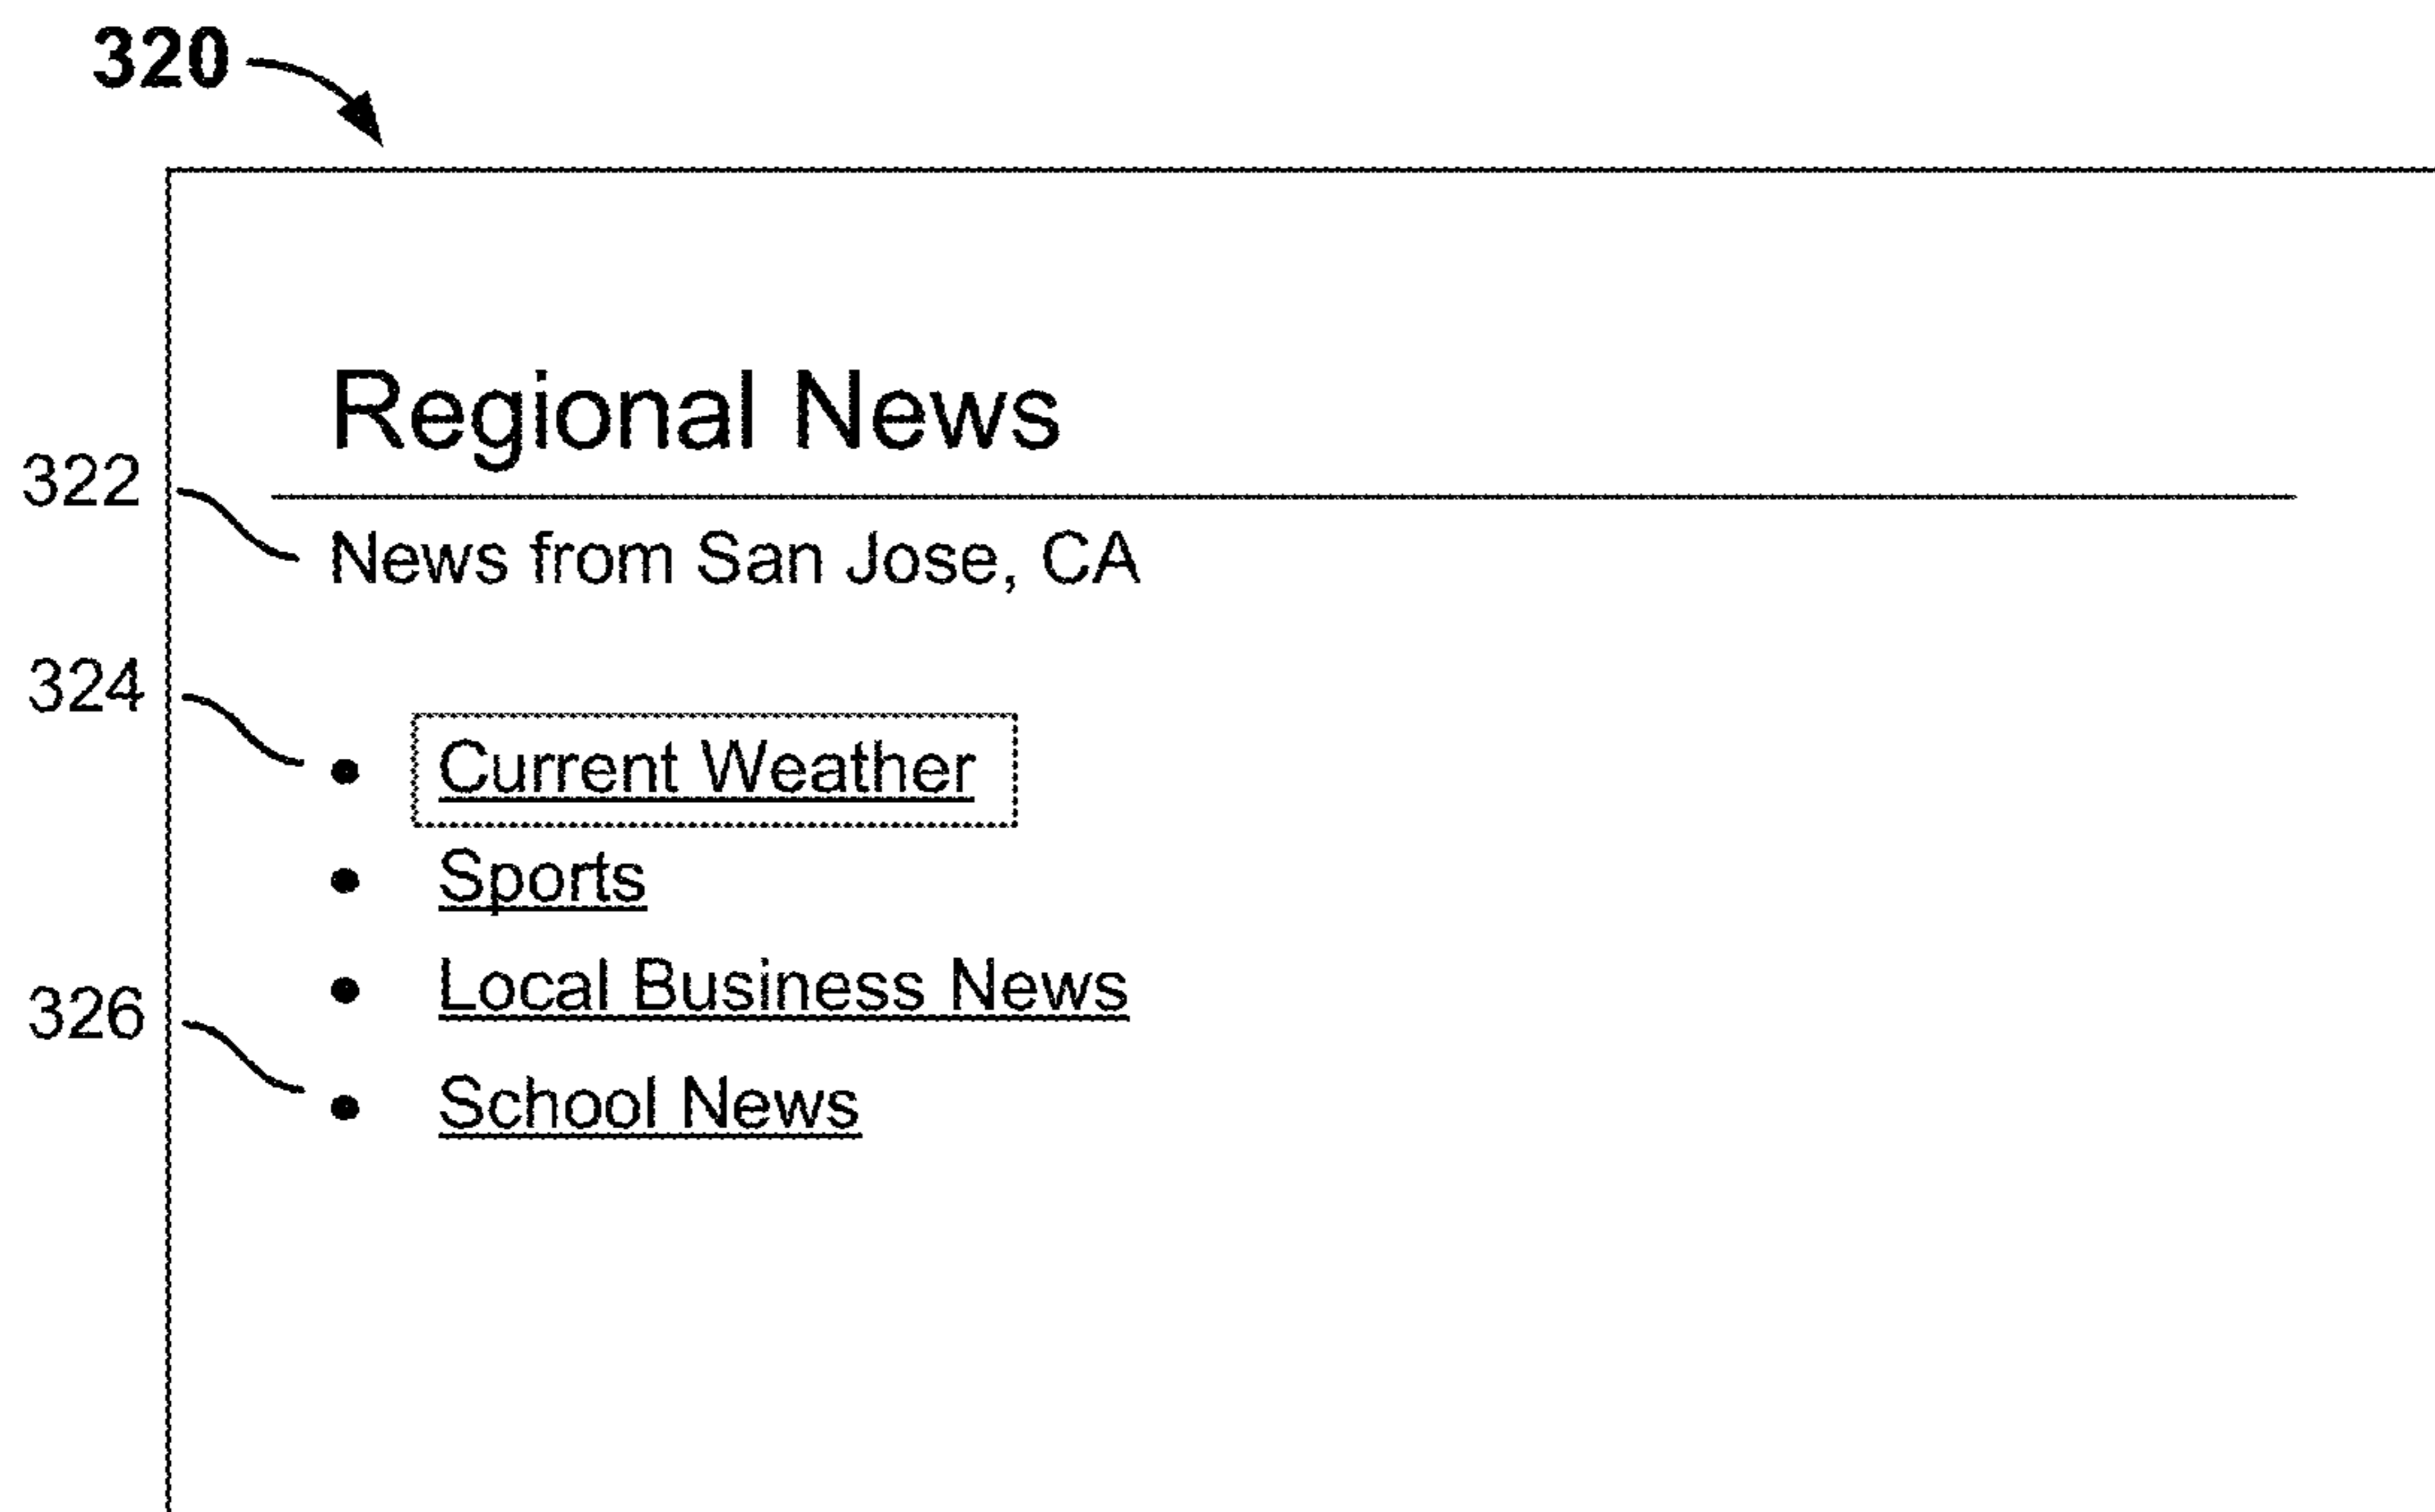 320
Regional News
322
News from San Jose, CA
324
• Current Weather
• Sports
• Local Business News
326
• School News